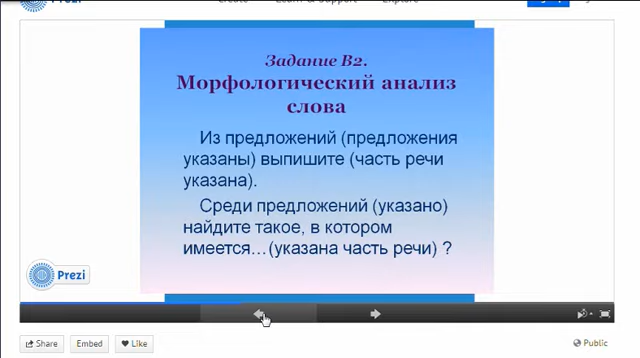 Prezi
Задание В2.
Морфологический анализ
слова
Из предложений (предложения
указаны) выпишите (часть речи
указана).
Среди предложений (указано)
найдите такое, в котором
имеется…(указана часть речи) ?
Prezi
Share Embed Like Public